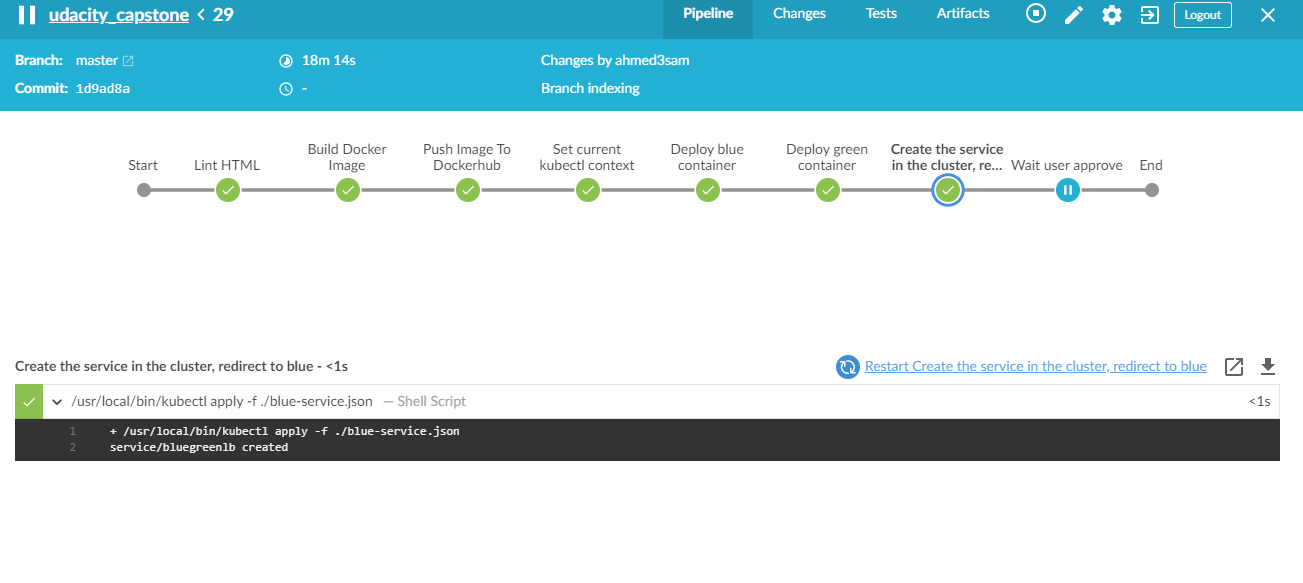 udacity_capstone < 29
Pipeline Changes Tests Artifacts Logout
Branch: master 18m 14s Changes by ahmed3sam
Commit: 1d9ad8a - Branch indexing
Start
Lint HTML
Build Docker
Image
Push Image To
Dockerhub
Set current
kubectl context
Deploy blue
container
Deploy green
container
Create the service
in the cluster, re...
Wait user approve
End
Create the service in the cluster, redirect to blue - <1s
Restart Create the service in the cluster, redirect to blue
/usr/local/bin/kubectl apply -f ./blue-service.json — Shell Script <1s
1 + /usr/local/bin/kubectl apply -f ./blue-service.json
2 service/bluegreenlb created